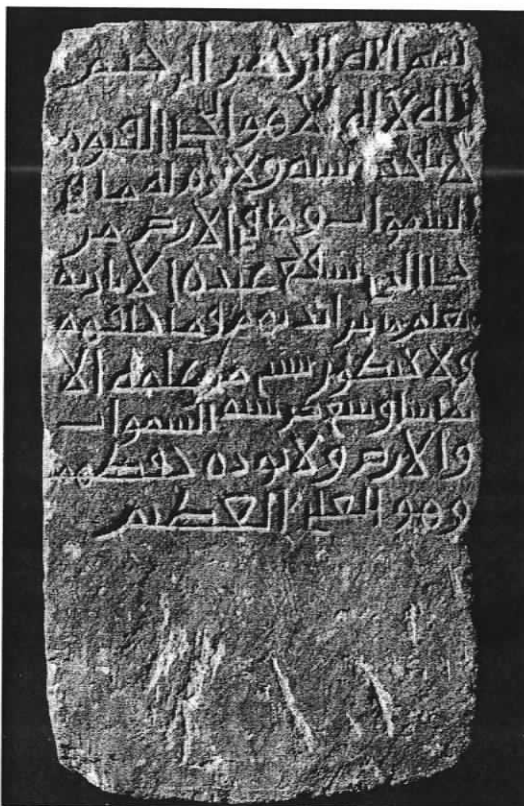 بسم الله الرحمن الرحيم
الله لا اله الا هو الحي القيوم
لا تاخذه سنه ولا نوم له ما في
السموات وما في الارض من
ذا الذي يشفع عنده الا باذنه
يعلم ما بين ايديهم وما خلفهم
ولا يحيطون بشي من علمه الا
بما شا وسع كرسيه السموات
والارض ولا يوده حفظهما
وهو العلي العظيم